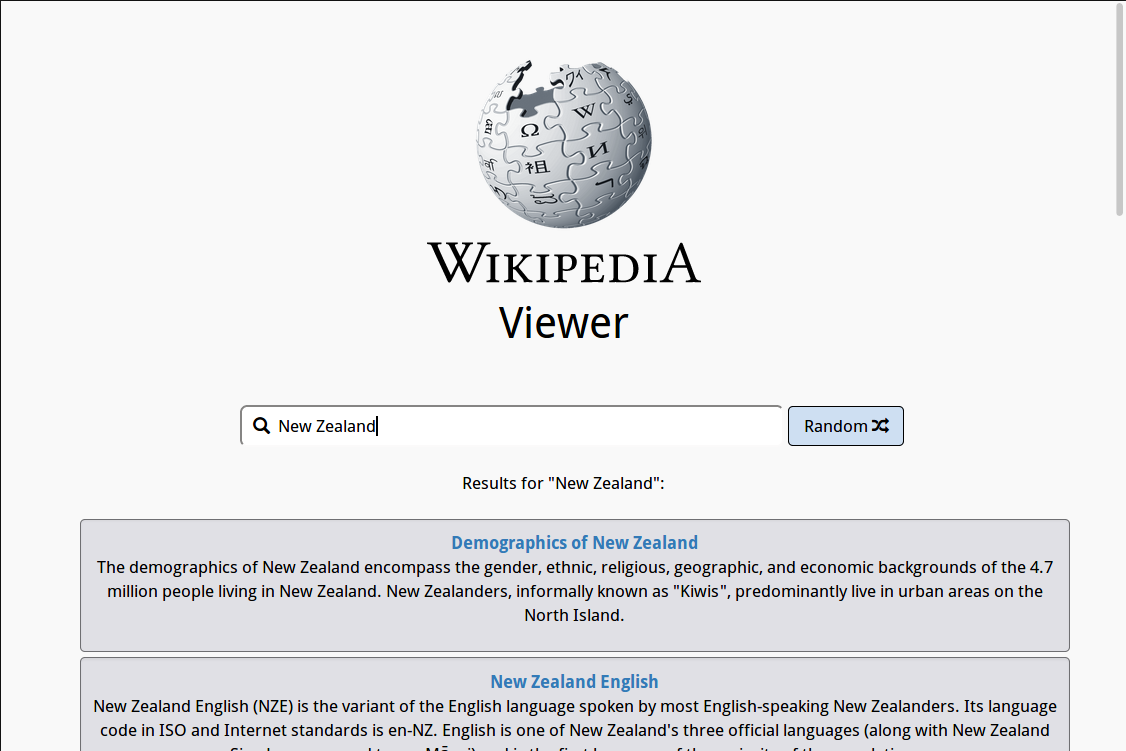 Ω W И
祖
WIKIPEDIA
Viewer
New Zealand
Random
Results for "New Zealand":
Demographics of New Zealand
The demographics of New Zealand encompass the gender, ethnic, religious, geographic, and economic backgrounds of the 4.7
million people living in New Zealand. New Zealanders, informally known as "Kiwis", predominantly live in urban areas on the
North Island.
New Zealand English
New Zealand English (NZE) is the variant of the English language spoken by most English-speaking New Zealanders. Its language
code in ISO and Internet standards is en-NZ. English is one of New Zealand's three official languages (along with New Zealand